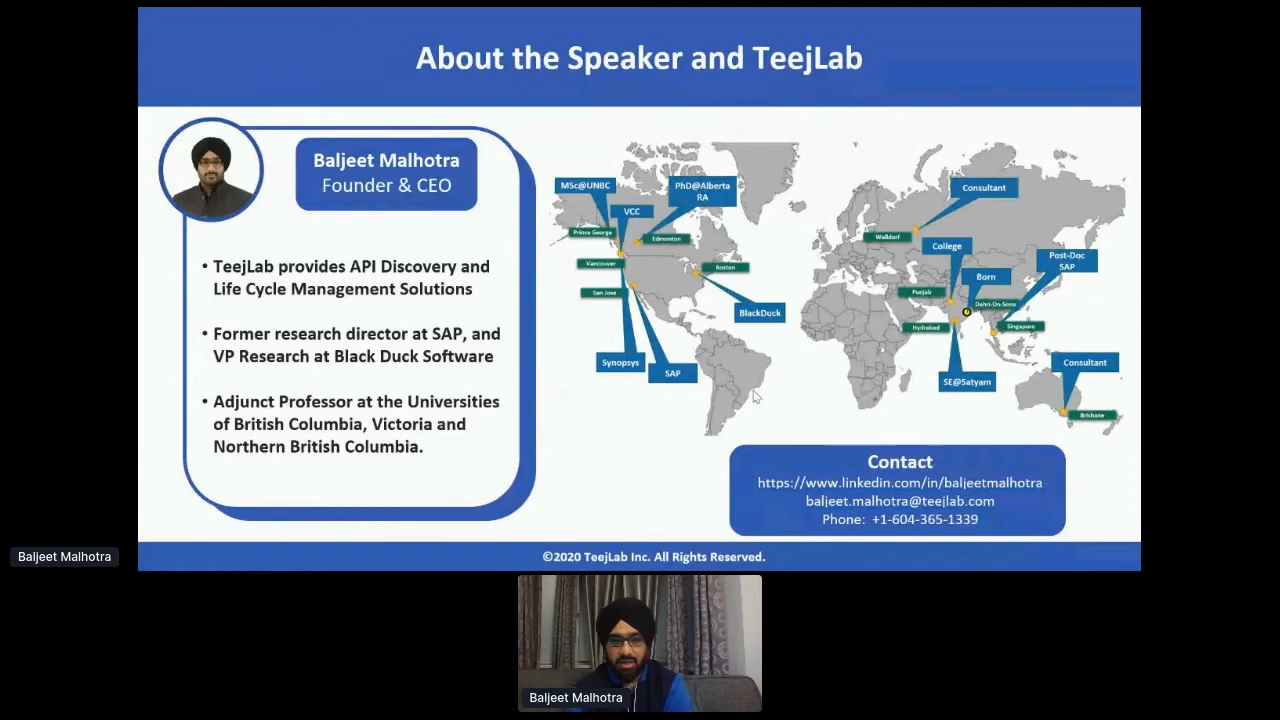 About the Speaker and TeejLab
Baljeet Malhotra
Founder & CEO
• TeejLab provides API Discovery and
Life Cycle Management Solutions
• Former research director at SAP, and
VP Research at Black Duck Software
• Adjunct Professor at the Universities
of British Columbia, Victoria and
Northern British Columbia.
MSc@UNBC
PhD@Alberta
RA
VCC
Prince George
Edmonton
Vancouver
Boston
San Jose
BlackDuck
Synopsys
SAP
Consultant
Walldorf
College
Post-Doc
SAP
Born
Punjab
Dehri-On-Sone
Hydrabad
Singapore
SE@Satyam
Consultant
Brisbane
Contact
https://www.linkedin.com/in/baljeetmalhotra
baljeet.malhotra@teejlab.com
Phone: +1-604-365-1339
©2020 TeejLab Inc. All Rights Reserved.
Baljeet Malhotra
Baljeet Malhotra